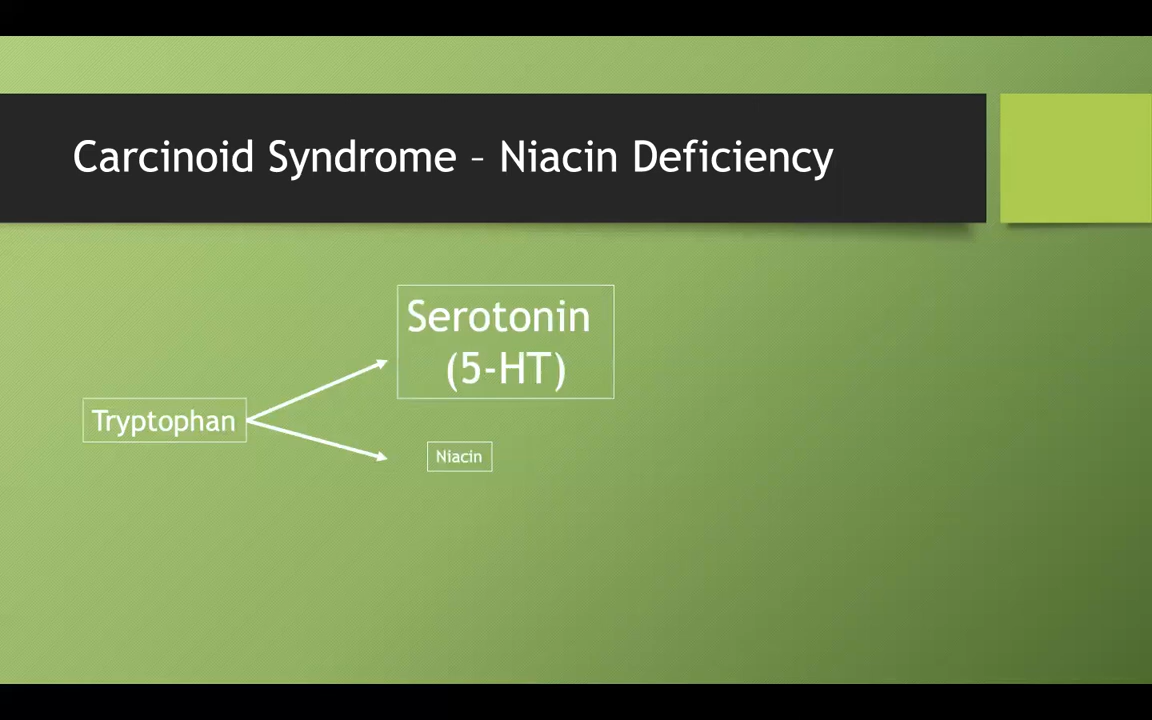 Carcinoid Syndrome – Niacin Deficiency
Serotonin
(5-HT)
Tryptophan
Niacin